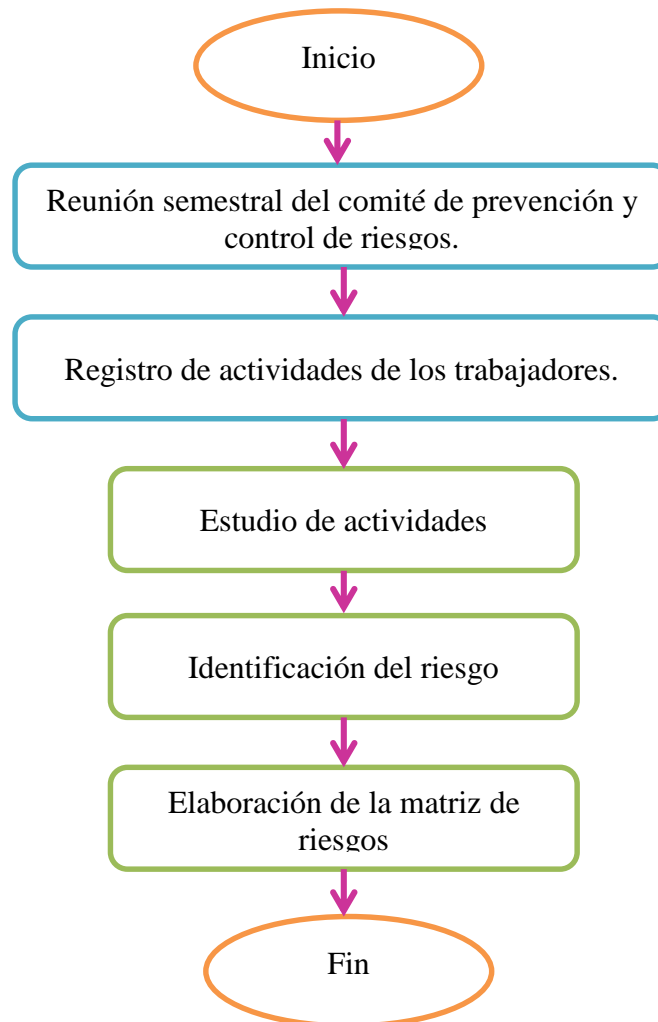 Inicio
Reunión semestral del comité de prevención y
control de riesgos.
Registro de actividades de los trabajadores.
Estudio de actividades
Identificación del riesgo
Elaboración de la matriz de
riesgos
Fin